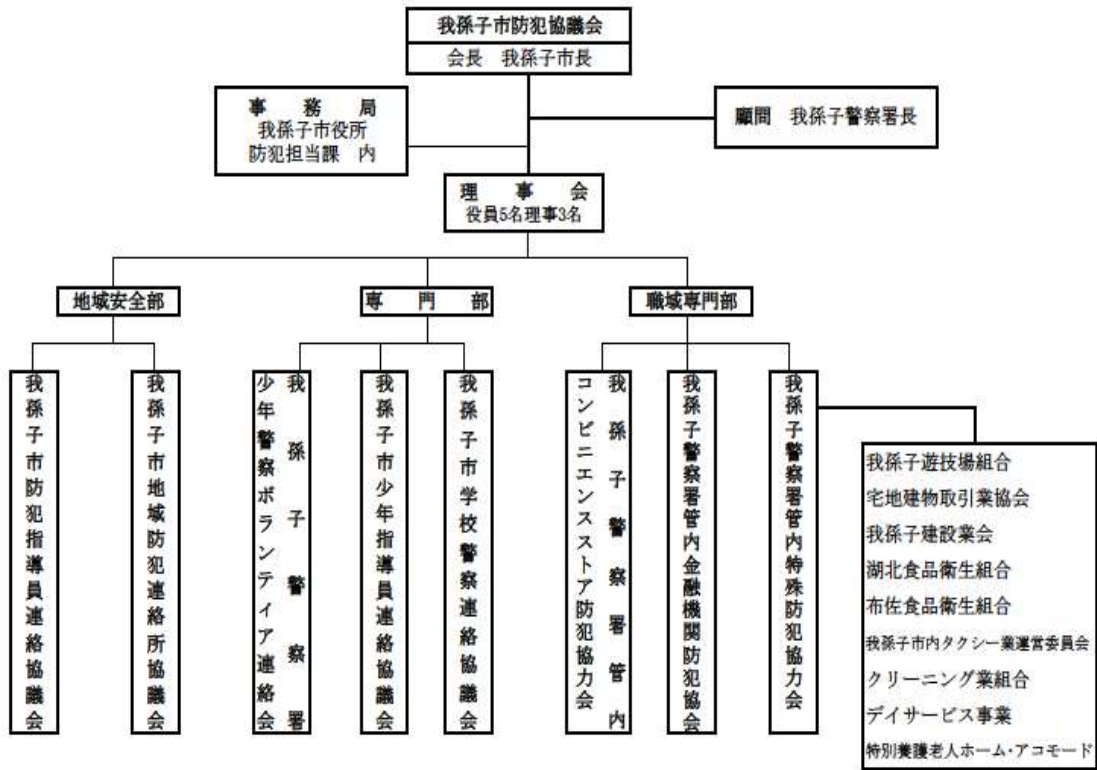 我孫子市防犯協議会
会長　我孫子市長
事　務　局
我孫子市役所
防犯担当課　内
顧問　我孫子警察署長
理　事　会
役員5名理事3名
地域安全部
専　門　部
職域専門部
我孫子市防犯指導員連絡協議会
我孫子市地域防犯連絡所協議会
我孫子警察署
少年警察ボランティア連絡会
我孫子市少年指導員連絡協議会
我孫子市学校警察連絡協議会
我孫子警察署管内
コンビニエンスストア防犯協力会
我孫子警察署管内金融機関防犯協会
我孫子警察署管内特殊防犯協力会
我孫子遊技場組合
宅地建物取引業協会
我孫子建設業会
湖北食品衛生組合
布佐食品衛生組合
我孫子市内タクシー業運営委員会
クリーニング業組合
デイサービス事業
特別養護老人ホーム・アコモード